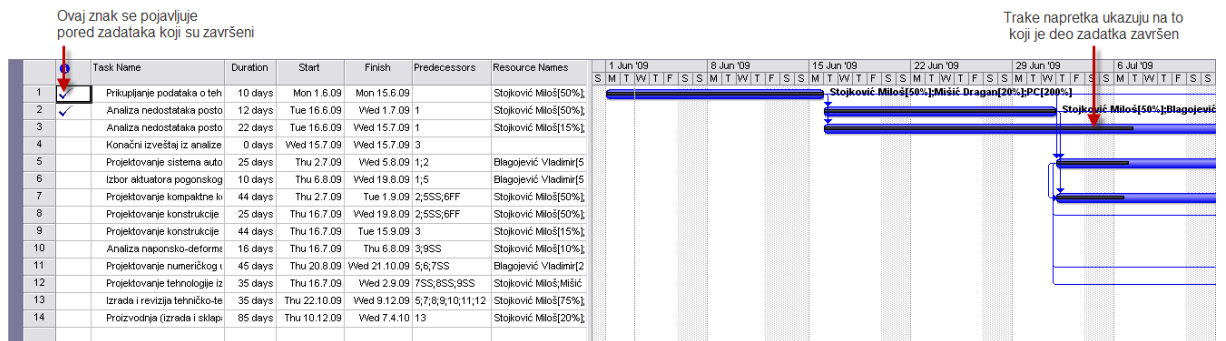 Ovaj znak se pojavljuje
pored zadataka koji su završeni
Trake napretka ukazuju na to
koji je deo zadatka završen
Task Name Duration Start Finish Predecessors Resource Names 1 Jun '09 8 Jun '09 15 Jun '09 22 Jun '09 29 Jun '09 6 Jul '09
S M T W T F S S M T W T F S S M T W T F S S M T W T F S S M T W T F S S M T W T F S S
1 Prikupljanje podataka o teh 10 days Mon 1.6.09 Mon 15.6.09 Stojković Miloš[50%]; Stojković Miloš[50%];Mišić Dragan[20%];PC[200%]
2 Analiza nedostataka posto 12 days Tue 16.6.09 Wed 1.7.09 1 Stojković Miloš[50%]; Stojković Miloš[50%];Blagojević
3 Analiza nedostataka posto 22 days Tue 16.6.09 Wed 15.7.09 1 Stojković Miloš[15%];
4 Konačni izveštaj iz analize 0 days Wed 15.7.09 Wed 15.7.09 3
5 Projektovanje sistema auto 25 days Thu 2.7.09 Wed 5.8.09 1;2 Blagojević Vladimir[5
6 Izbor aktuatora pogonskog 10 days Thu 6.8.09 Wed 19.8.09 1;5 Blagojević Vladimir[5
7 Projektovanje kompaktne k 44 days Thu 2.7.09 Tue 1.9.09 2;5SS;6FF Stojković Miloš[50%];
8 Projektovanje konstrukcije 25 days Thu 16.7.09 Wed 19.8.09 2;5SS;6FF Stojković Miloš[50%];
9 Projektovanje konstrukcije 44 days Thu 16.7.09 Tue 15.9.09 3 Stojković Miloš[15%];
10 Analiza naponsko-deforma 16 days Thu 16.7.09 Thu 6.8.09 3;9SS Stojković Miloš[10%];
11 Projektovanje numeričkog u 45 days Thu 20.8.09 Wed 21.10.09 5;6;7SS Blagojević Vladimir[2
12 Projektovanje tehnologije iz 35 days Thu 16.7.09 Wed 2.9.09 7SS;8SS;9SS Stojković Miloš;Mišić
13 Izrada i revizija tehničko-te 35 days Thu 22.10.09 Wed 9.12.09 5;7;8;9;10;11;12 Stojković Miloš[75%];
14 Proizvodnja (izrada i sklapa 85 days Thu 10.12.09 Wed 7.4.10 13 Stojković Miloš[20%];